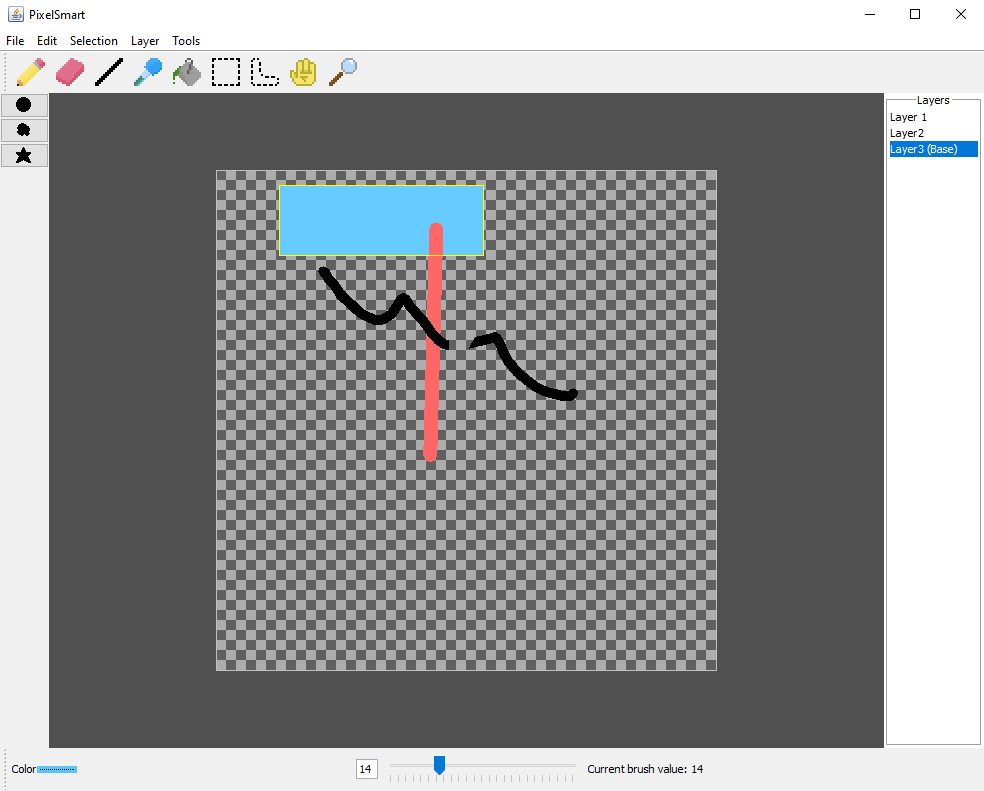 PixelSmart
File Edit Selection Layer Tools
Layers
Layer 1
Layer2
Layer3 (Base)
Color
14
Current brush value: 14